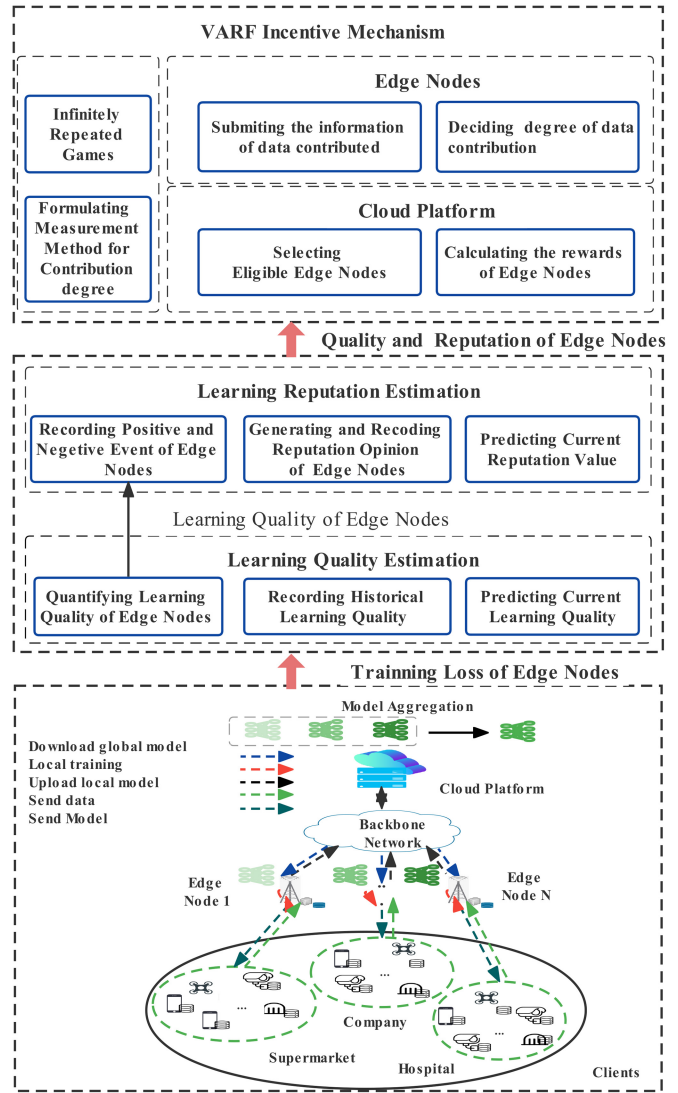 VARF Incentive Mechanism
Infinitely
Repeated
Games
Formulating
Measurement
Method for
Contribution
degree
Edge Nodes
Submiting the information
of data contributed
Deciding degree of data
contribution
Cloud Platform
Selecting
Eligible Edge Nodes
Calculating the rewards
of Edge Nodes
Quality and Reputation of Edge Nodes
Learning Reputation Estimation
Recording Positive and
Negetive Event of Edge
Nodes
Generating and Recoding
Reputation Opinion
of Edge Nodes
Predicting Current
Reputation Value
Learning Quality of Edge Nodes
Learning Quality Estimation
Quantifying Learning
Quality of Edge Nodes
Recording Historical
Learning Quality
Predicting Current
Learning Quality
Trainning Loss of Edge Nodes
Model Aggregation
Download global model
Local training
Upload local model
Send data
Send Model
Cloud Platform
Backbone
Network
Edge
Node 1
Edge
Node N
Company
Supermarket
Hospital
Clients